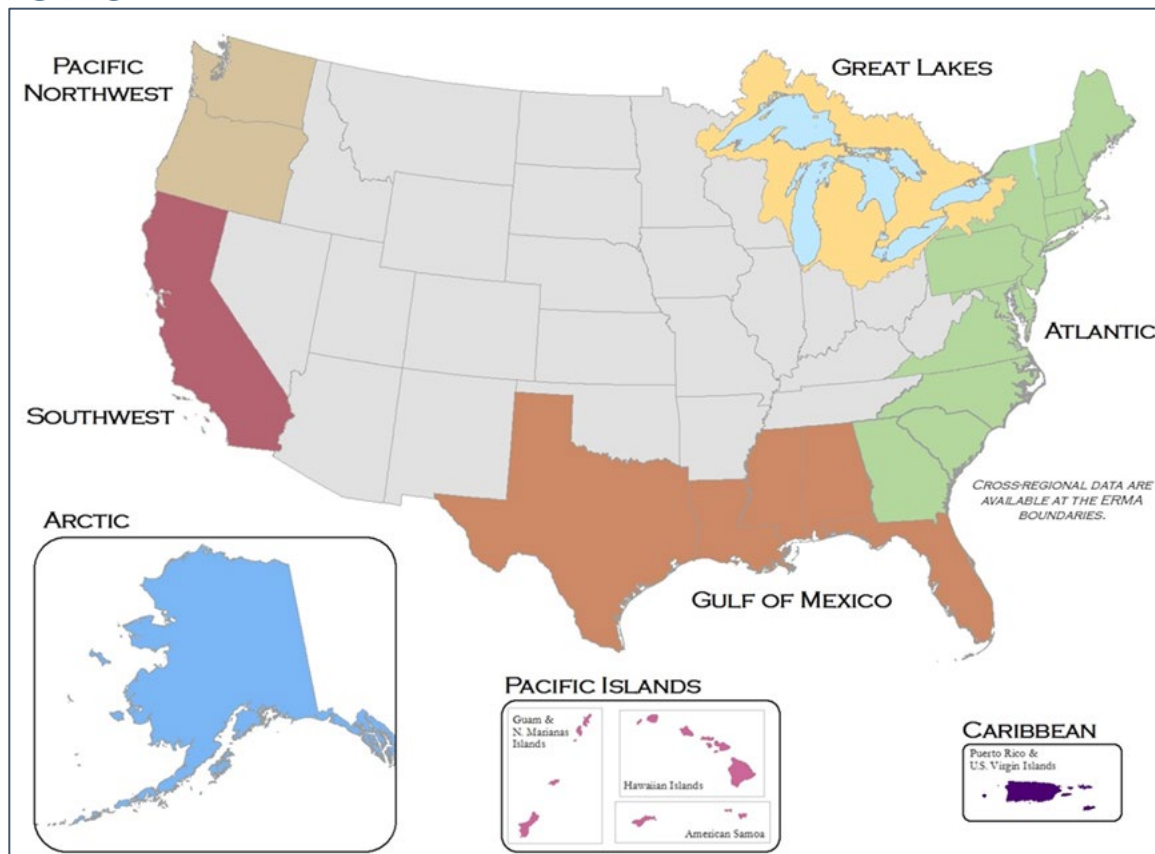 PACIFIC
NORTHWEST
GREAT LAKES
ATLANTIC
SOUTHWEST
CROSS-REGIONAL DATA ARE
AVAILABLE AT THE ERMA
BOUNDARIES.
ARCTIC
GULF OF MEXICO
PACIFIC ISLANDS
Guam &
N. Marianas
Islands
Hawaiian Islands
American Samoa
CARIBBEAN
Puerto Rico &
U.S. Virgin Islands